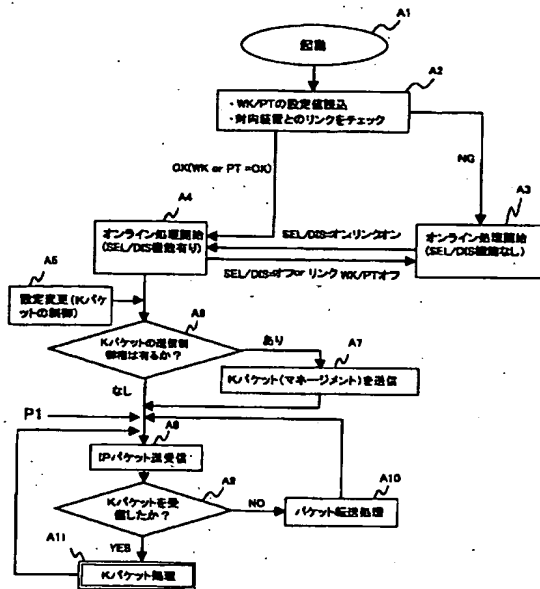 A1
起動
A2
・WK/PTの設定値読込
・対向装置とのリンクをチェック
OK(WK or PT =OK)
NG
A3
A4
オンライン処理開始
(SEL/DIS機能有り)
SEL/DIS=オンリンクオン
オンライン処理開始
(SEL/DIS機能なし)
SEL/DIS=オフor リンク WK/PTオフ
A5
設定変更(Kパケ
ットの制御)
A6
Kパケットの送信制
御権は有るか?
あり
A7
Kパケット(マネージメント)を送信
なし
P1
A8
IPパケット送受信
A9
Kパケットを受
信したか?
NO
A10
パケット転送処理
YES
A11
Kパケット処理